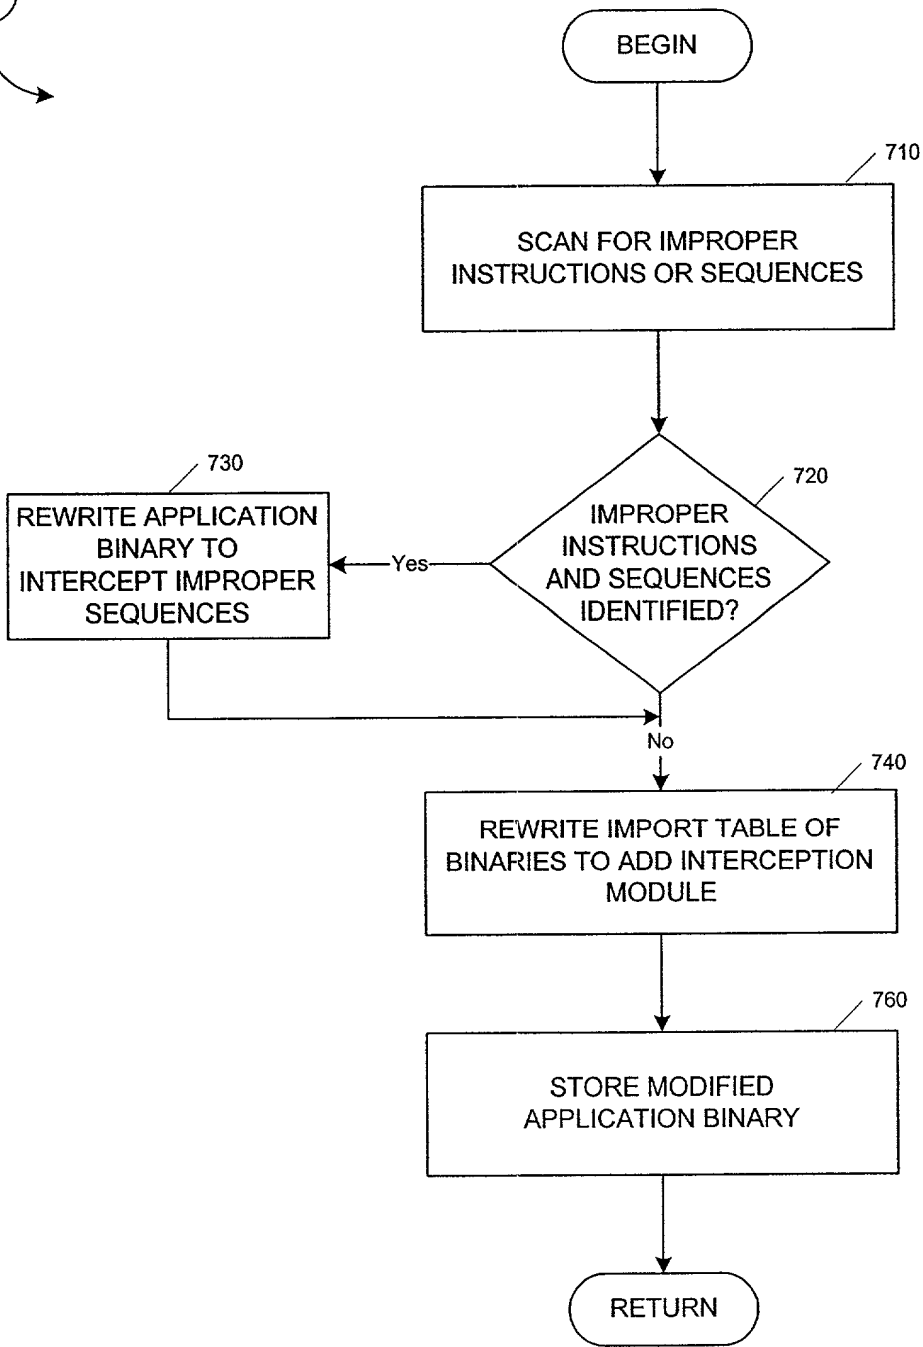 BEGIN
710
SCAN FOR IMPROPER
INSTRUCTIONS OR SEQUENCES
730
REWRITE APPLICATION
BINARY TO
INTERCEPT IMPROPER
SEQUENCES
Yes
720
IMPROPER
INSTRUCTIONS
AND SEQUENCES
IDENTIFIED?
No
740
REWRITE IMPORT TABLE OF
BINARIES TO ADD INTERCEPTION
MODULE
760
STORE MODIFIED
APPLICATION BINARY
RETURN